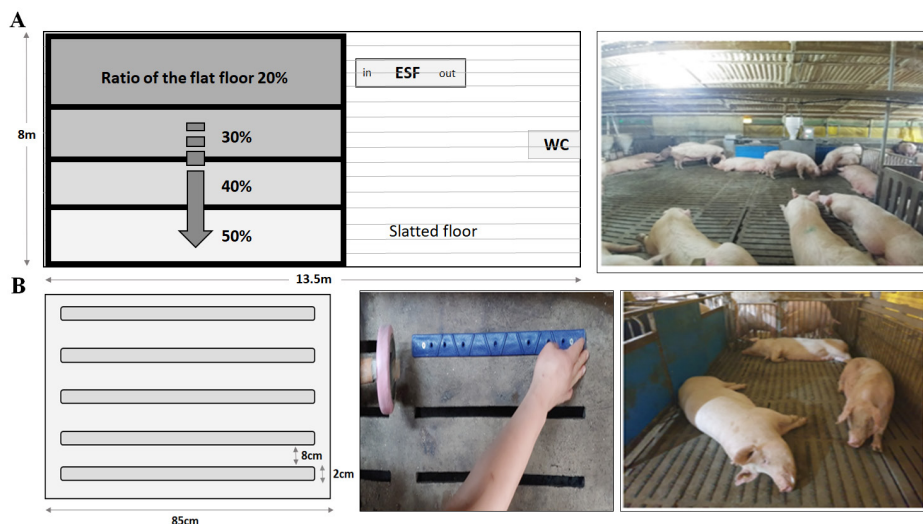 A
Ratio of the flat floor 20%
in ESF out
8m
30%
WC
40%
50%
Slatted floor
13.5m
B
8cm
2cm
85cm